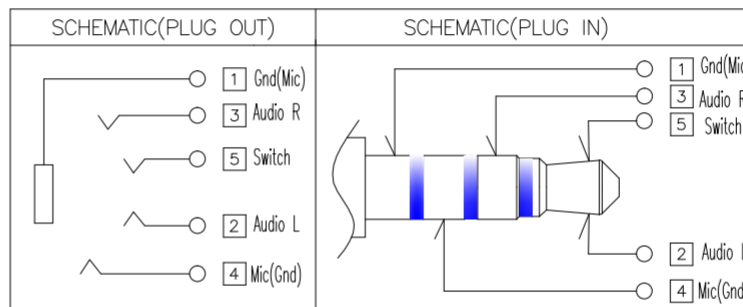 SCHEMATIC(PLUG OUT)
1 Gnd(Mic)
3 Audio R
5 Switch
2 Audio L
4 Mic(Gnd)
SCHEMATIC(PLUG IN)
1 Gnd(Mic
3 Audio R
5 Switch
2 Audio L
4 Mic(Gnd